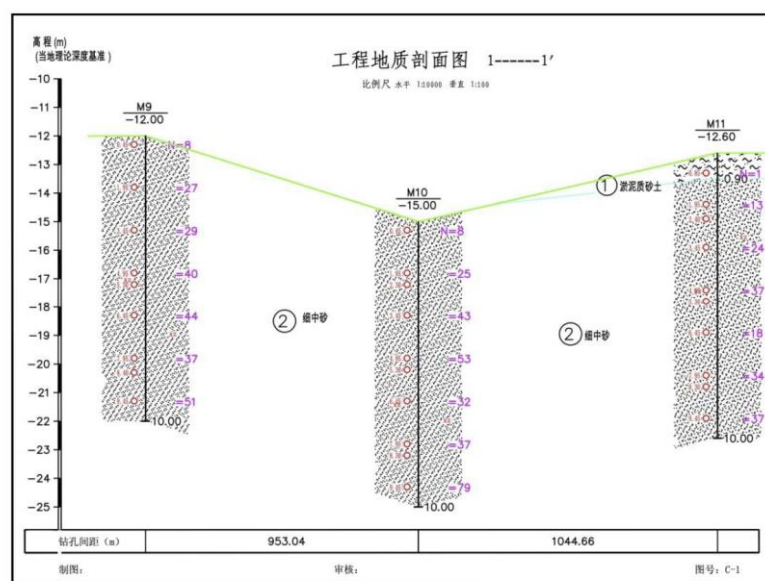 高程(m)
(当地理论深度基准)
工程地质剖面图 1------1′
比例尺 水平 1:10000 垂直 1:100
-10
-11
-12
-13
-14
-15
-16
-17
-18
-19
-20
-21
-22
-23
-24
-25
M9
-12.00
N=8
=27
=29
=40
=44
=37
=51
10.00
② 细中砂
M10
-15.00
N=8
=25
=43
=53
=32
=37
=79
10.00
① 淤泥质砂土
② 细中砂
M11
-12.60
N=1
0.90
=13
=24
=37
=18
=34
=37
10.00
钻孔间距(m) 953.04 1044.66
制图: 审核: 图号: C-1